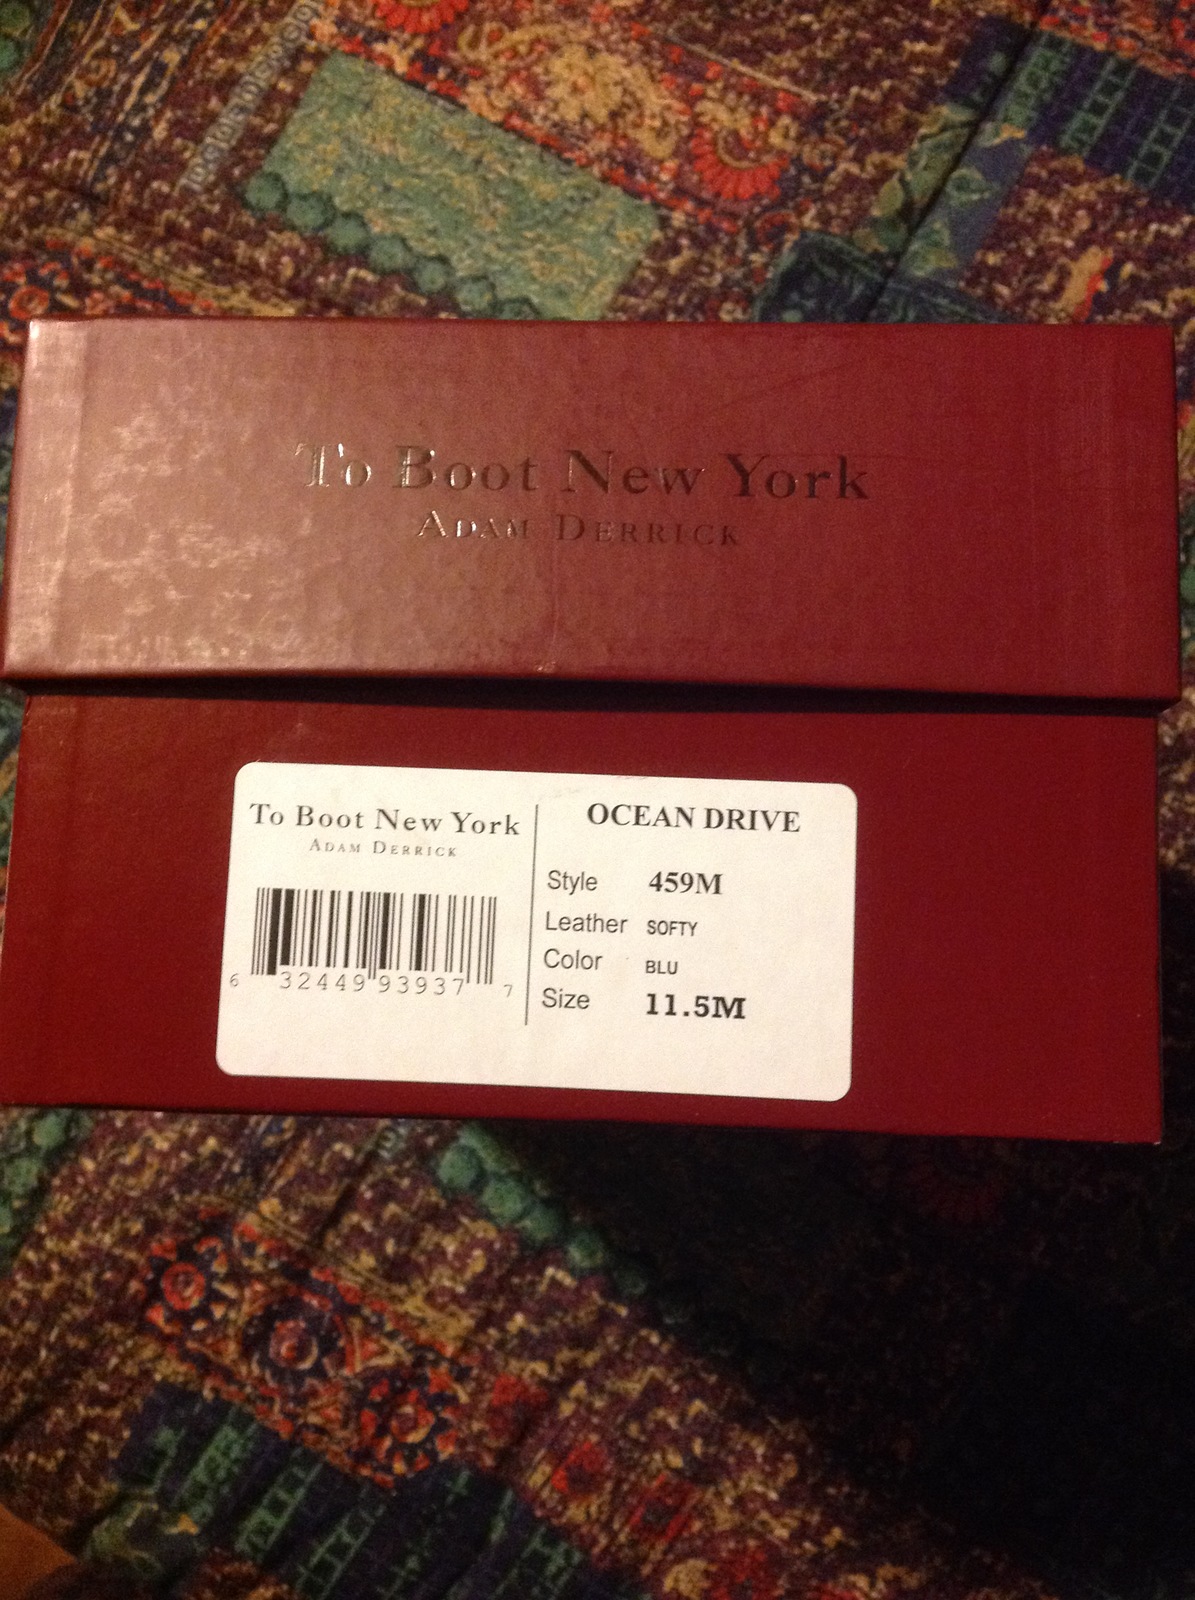 To Boot New York
ADAM DERRICK
To Boot New York
ADAM DERRICK
6 32449 93937 7
OCEAN DRIVE
Style 459M
Leather SOFTY
Color BLU
Size 11.5M